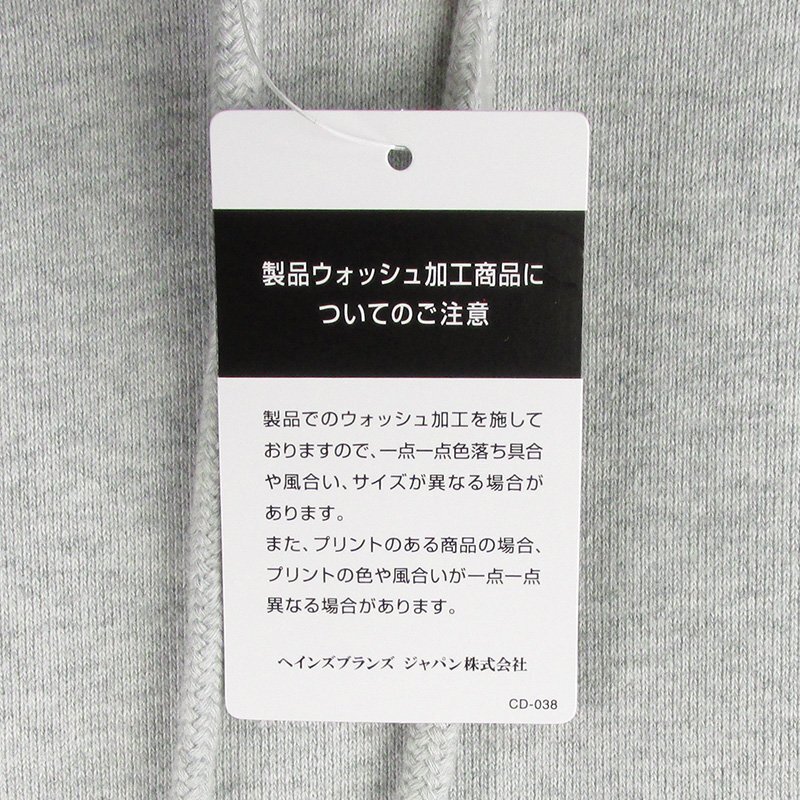 製品ウォッシュ加工商品に
ついてのご注意
製品でのウォッシュ加工を施して
おりますので、一点一点色落ち具合
や風合い、サイズが異なる場合が
あります。
また、プリントのある商品の場合、
プリントの色や風合いが一点一点
異なる場合があります。
ヘインズブランズ ジャパン株式会社
CD-038